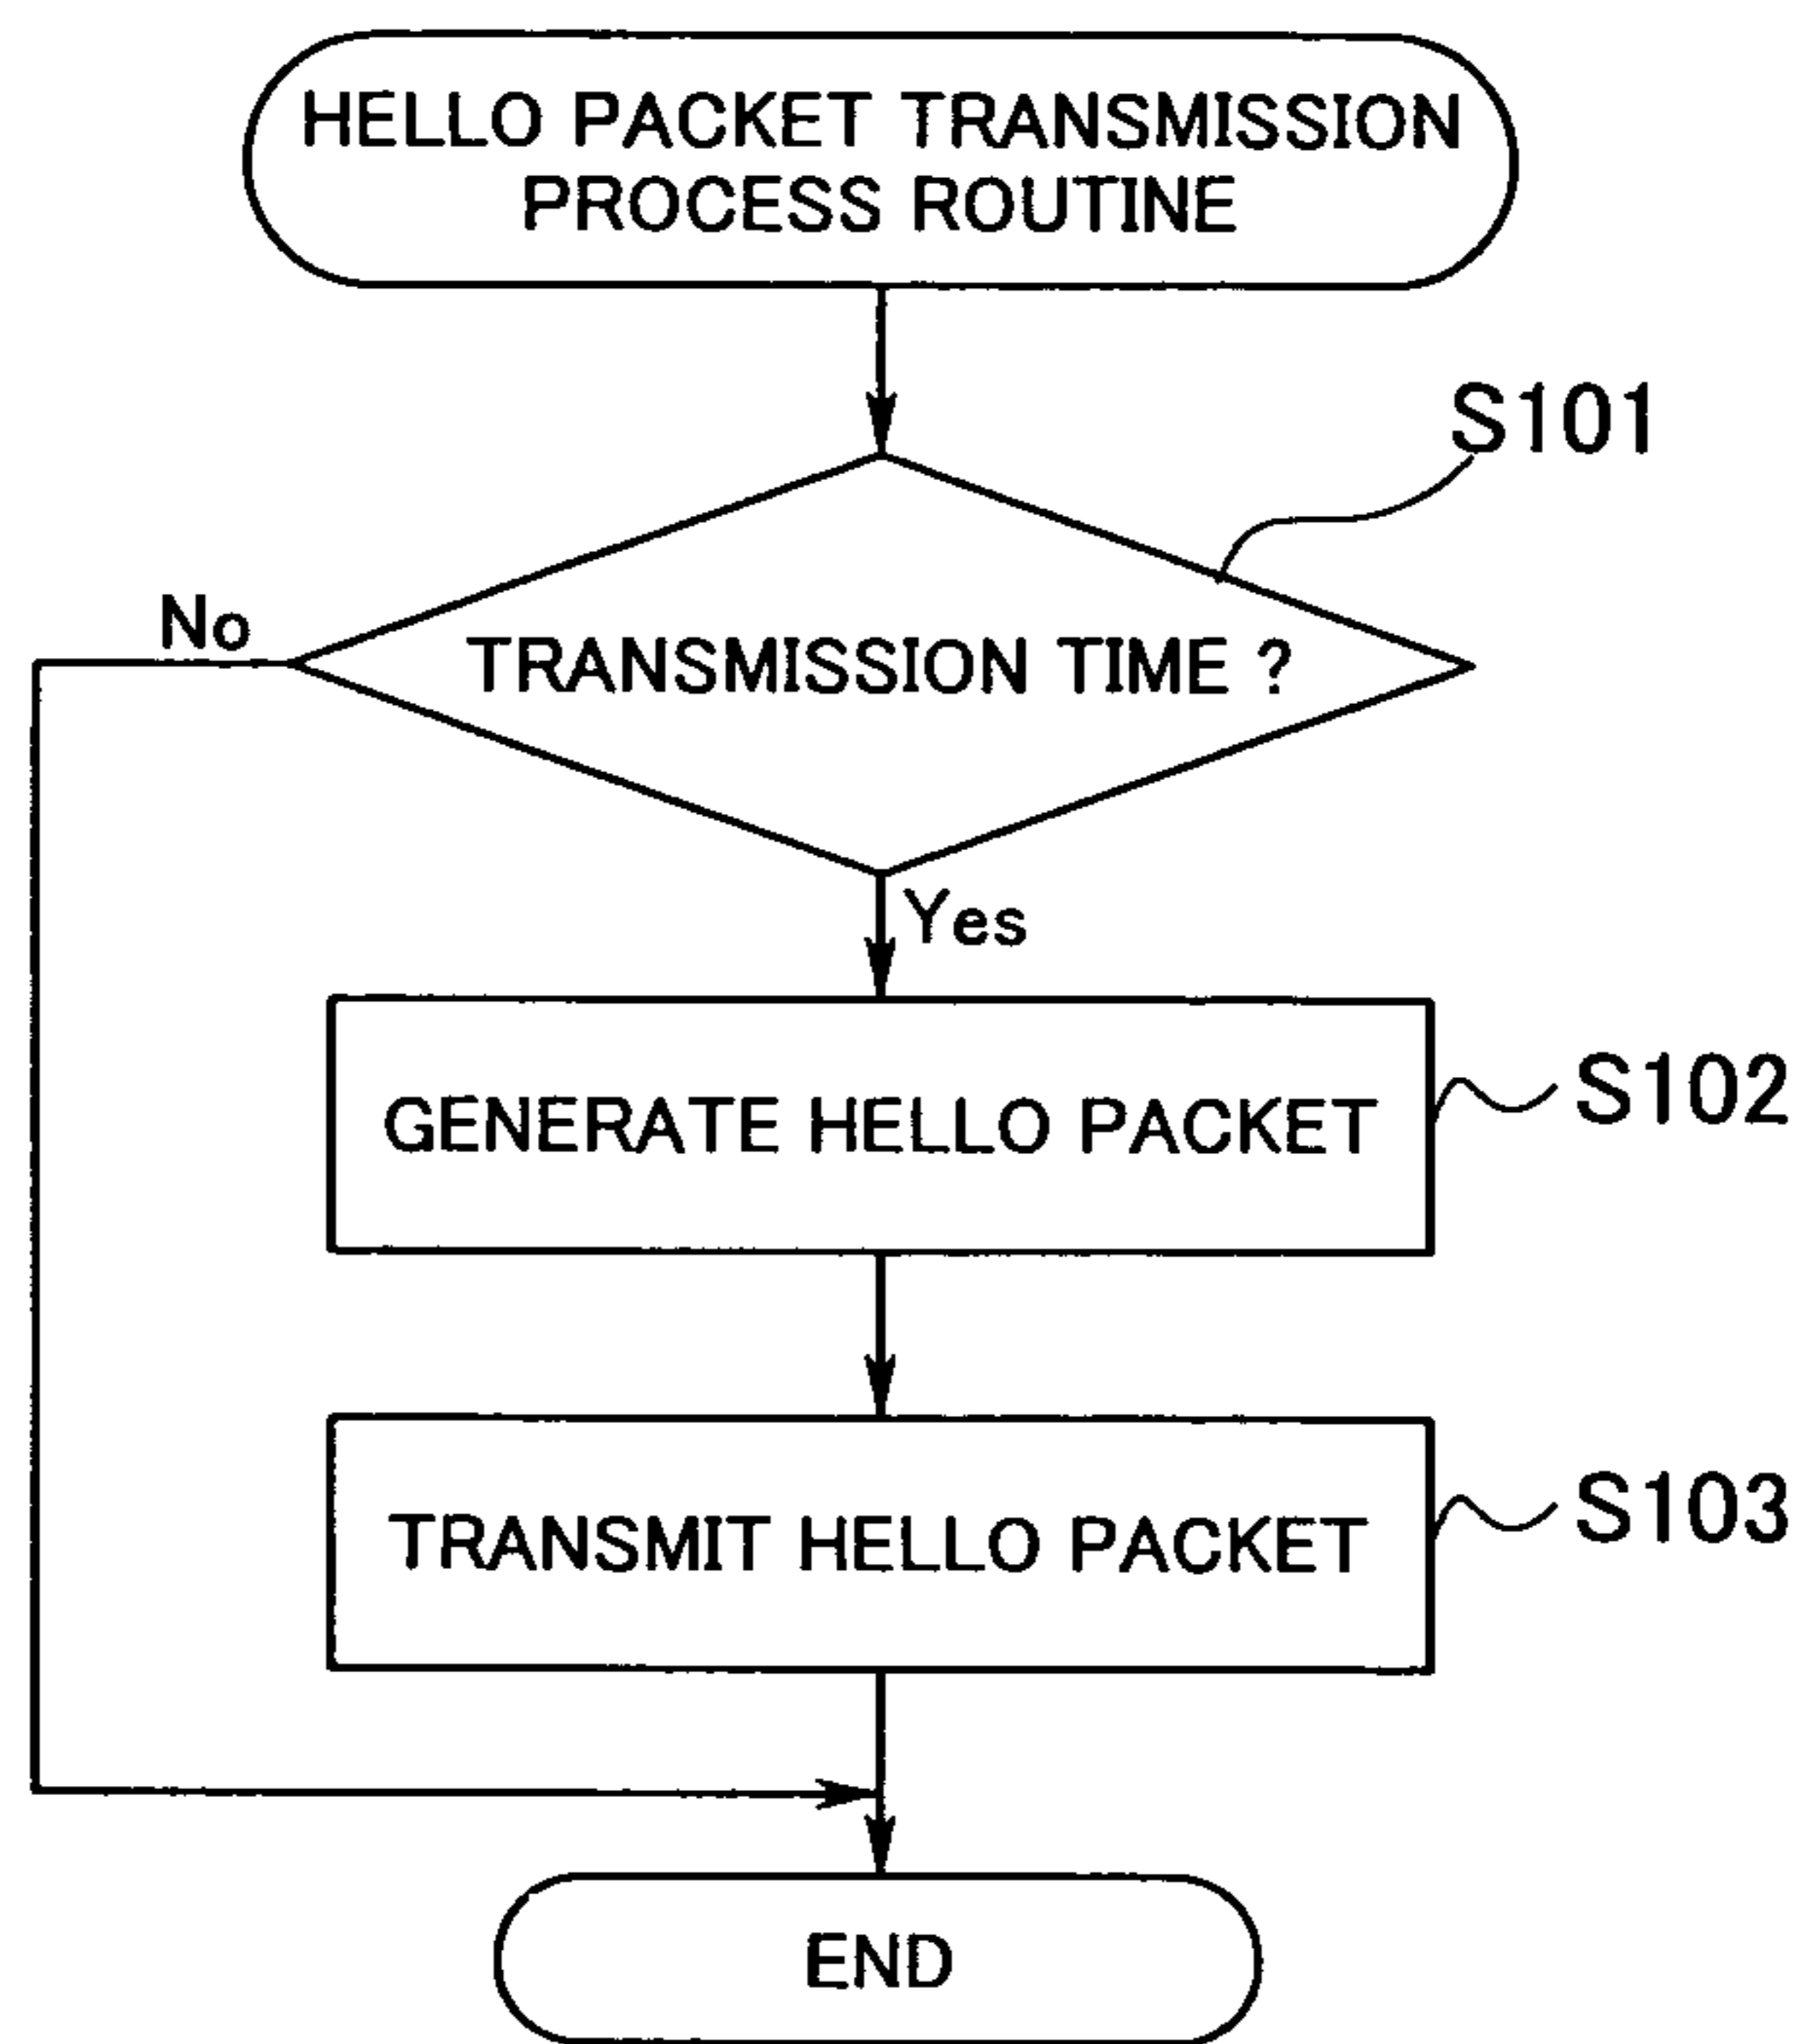 HELLO PACKET TRANSMISSION
PROCESS ROUTINE
S101
No
TRANSMISSION TIME ?
Yes
GENERATE HELLO PACKET
S102
TRANSMIT HELLO PACKET
S103
END